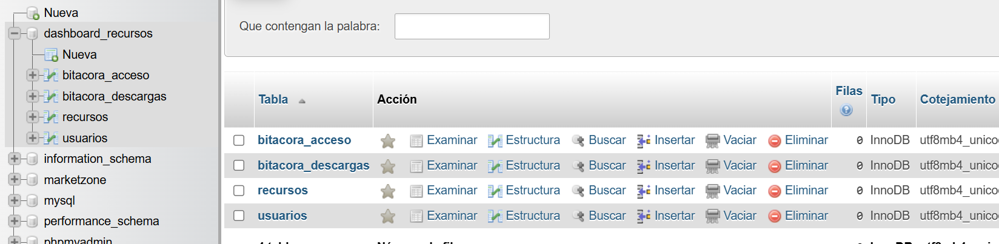 Nueva
dashboard_recursos
Nueva
bitacora_acceso
bitacora_descargas
recursos
usuarios
information_schema
marketzone
mysql
performance_schema
phpmyadmin
Que contengan la palabra:
Tabla Acción Filas Tipo Cotejamiento
bitacora_acceso Examinar Estructura Buscar Insertar Vaciar Eliminar 0 InnoDB utf8mb4_unico
bitacora_descargas Examinar Estructura Buscar Insertar Vaciar Eliminar 0 InnoDB utf8mb4_unico
recursos Examinar Estructura Buscar Insertar Vaciar Eliminar 0 InnoDB utf8mb4_unico
usuarios Examinar Estructura Buscar Insertar Vaciar Eliminar 0 InnoDB utf8mb4_unico